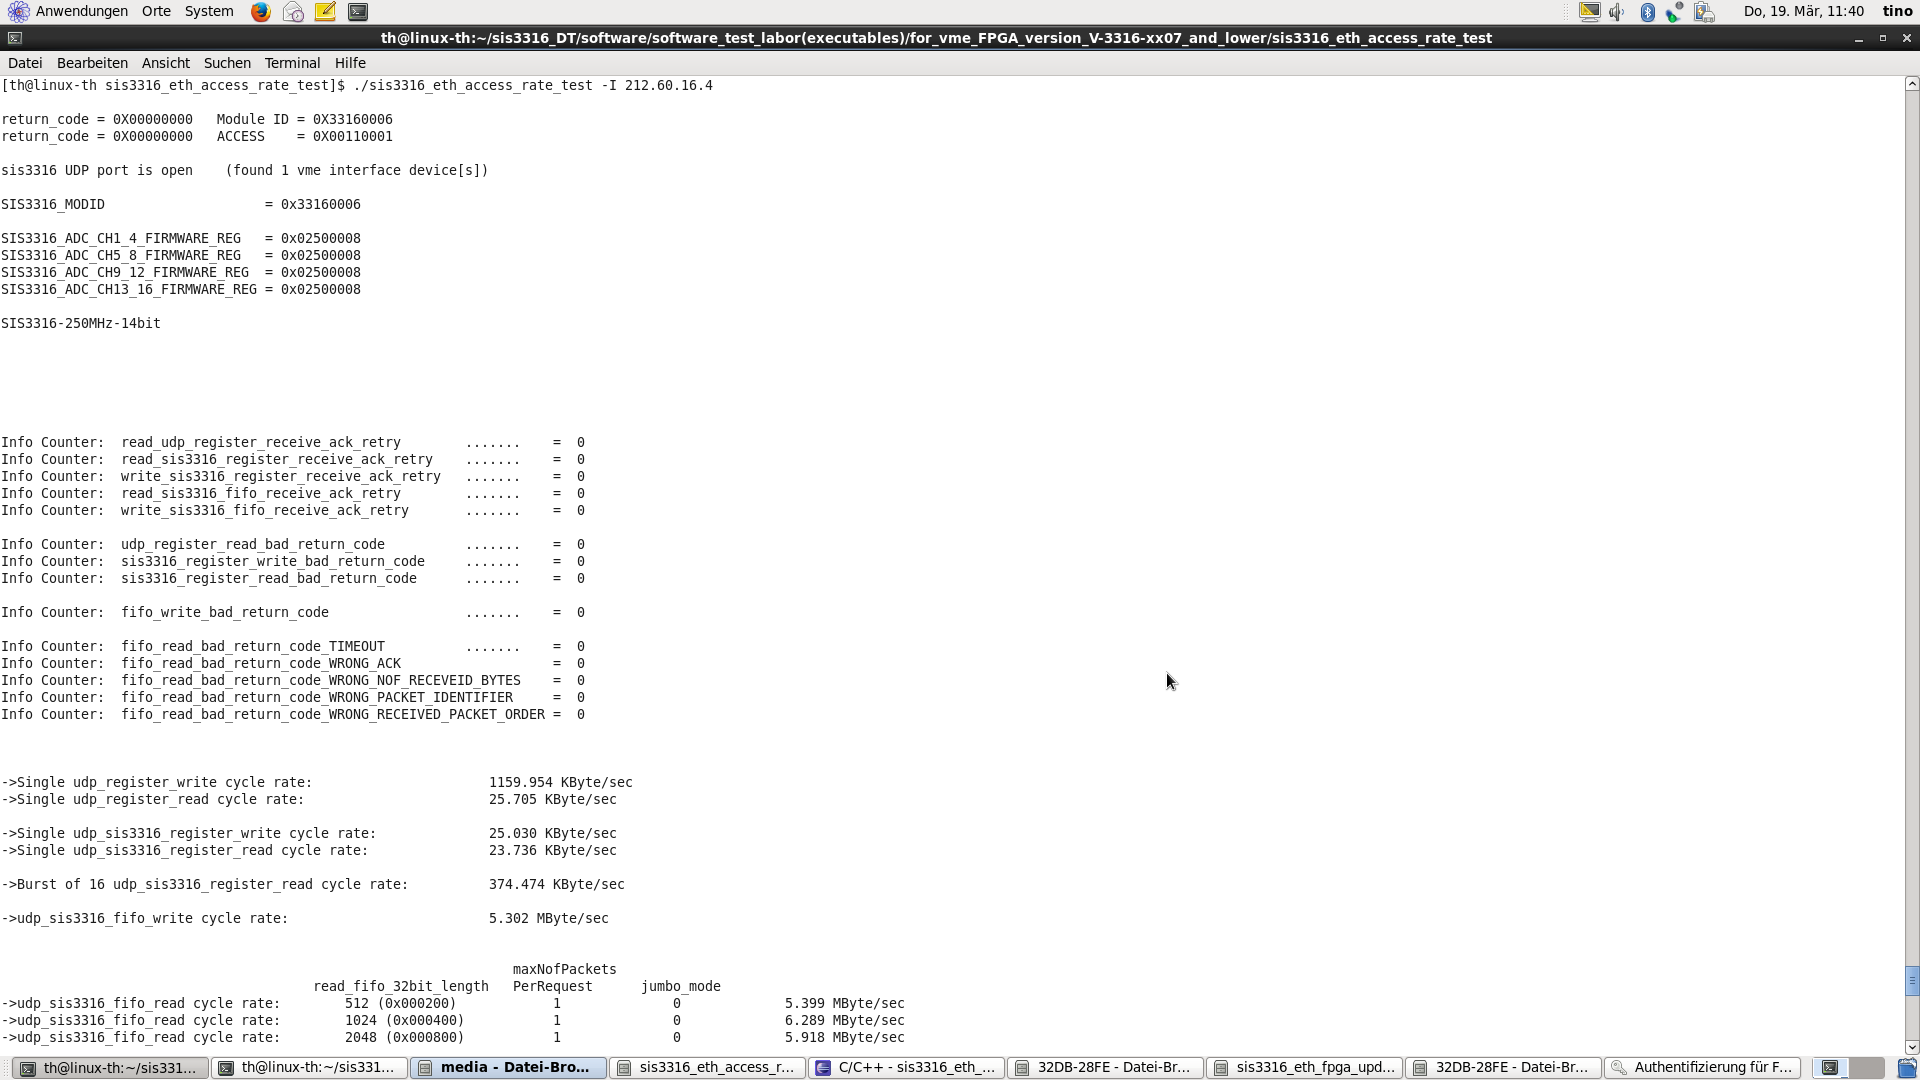 Anwendungen Orte System Do, 19. Mär, 11:40 tino
th@linux-th:~/sis3316_DT/software/software_test_labor(executables)/for_vme_FPGA_version_V-3316-xx07_and_lower/sis3316_eth_access_rate_test
Datei Bearbeiten Ansicht Suchen Terminal Hilfe
[th@linux-th sis3316_eth_access_rate_test]$ ./sis3316_eth_access_rate_test -I 212.60.16.4
return_code = 0X00000000 Module ID = 0X33160006
return_code = 0X00000000 ACCESS = 0X00110001
sis3316 UDP port is open (found 1 vme interface device[s])
SIS3316_MODID = 0x33160006
SIS3316_ADC_CH1_4_FIRMWARE_REG = 0x02500008
SIS3316_ADC_CH5_8_FIRMWARE_REG = 0x02500008
SIS3316_ADC_CH9_12_FIRMWARE_REG = 0x02500008
SIS3316_ADC_CH13_16_FIRMWARE_REG = 0x02500008
SIS3316-250MHz-14bit
Info Counter: read_udp_register_receive_ack_retry ....... = 0
Info Counter: read_sis3316_register_receive_ack_retry ....... = 0
Info Counter: write_sis3316_register_receive_ack_retry ....... = 0
Info Counter: read_sis3316_fifo_receive_ack_retry ....... = 0
Info Counter: write_sis3316_fifo_receive_ack_retry ....... = 0
Info Counter: udp_register_read_bad_return_code ....... = 0
Info Counter: sis3316_register_write_bad_return_code ....... = 0
Info Counter: sis3316_register_read_bad_return_code ....... = 0
Info Counter: fifo_write_bad_return_code ....... = 0
Info Counter: fifo_read_bad_return_code_TIMEOUT ....... = 0
Info Counter: fifo_read_bad_return_code_WRONG_ACK = 0
Info Counter: fifo_read_bad_return_code_WRONG_NOF_RECEVEID_BYTES = 0
Info Counter: fifo_read_bad_return_code_WRONG_PACKET_IDENTIFIER = 0
Info Counter: fifo_read_bad_return_code_WRONG_RECEIVED_PACKET_ORDER = 0
->Single udp_register_write cycle rate: 1159.954 KByte/sec
->Single udp_register_read cycle rate: 25.705 KByte/sec
->Single udp_sis3316_register_write cycle rate: 25.030 KByte/sec
->Single udp_sis3316_register_read cycle rate: 23.736 KByte/sec
->Burst of 16 udp_sis3316_register_read cycle rate: 374.474 KByte/sec
->udp_sis3316_fifo_write cycle rate: 5.302 MByte/sec
maxNofPackets
read_fifo_32bit_length PerRequest jumbo_mode
->udp_sis3316_fifo_read cycle rate: 512 (0x000200) 1 0 5.399 MByte/sec
->udp_sis3316_fifo_read cycle rate: 1024 (0x000400) 1 0 6.289 MByte/sec
->udp_sis3316_fifo_read cycle rate: 2048 (0x000800) 1 0 5.918 MByte/sec
th@linux-th:~/sis331... th@linux-th:~/sis331... media - Datei-Bro... sis3316_eth_access_r... C/C++ - sis3316_eth_... 32DB-28FE - Datei-Br... sis3316_eth_fpga_upd... 32DB-28FE - Datei-Br... Authentifizierung für F...